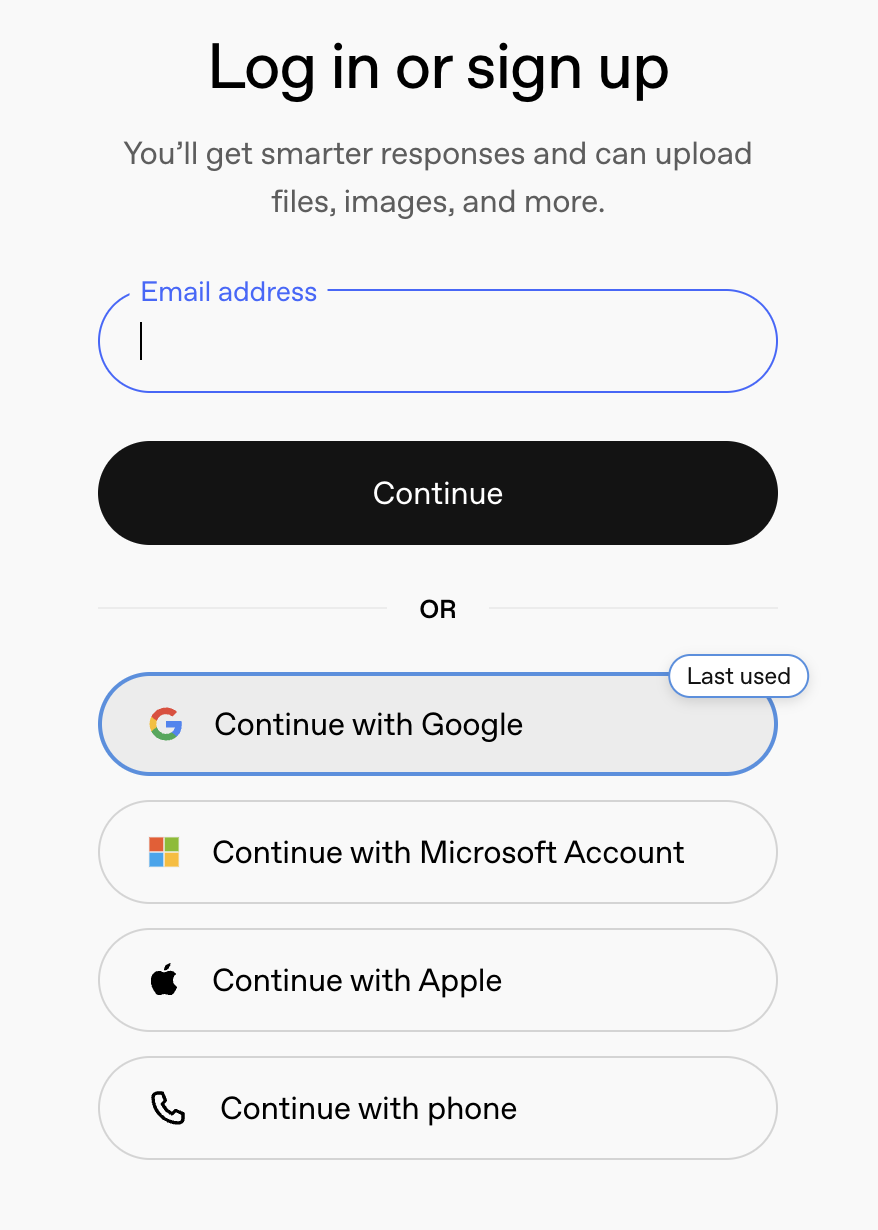 Log in or sign up
You’ll get smarter responses and can upload
files, images, and more.
Email address
Continue
OR
Last used
Continue with Google
Continue with Microsoft Account
Continue with Apple
Continue with phone